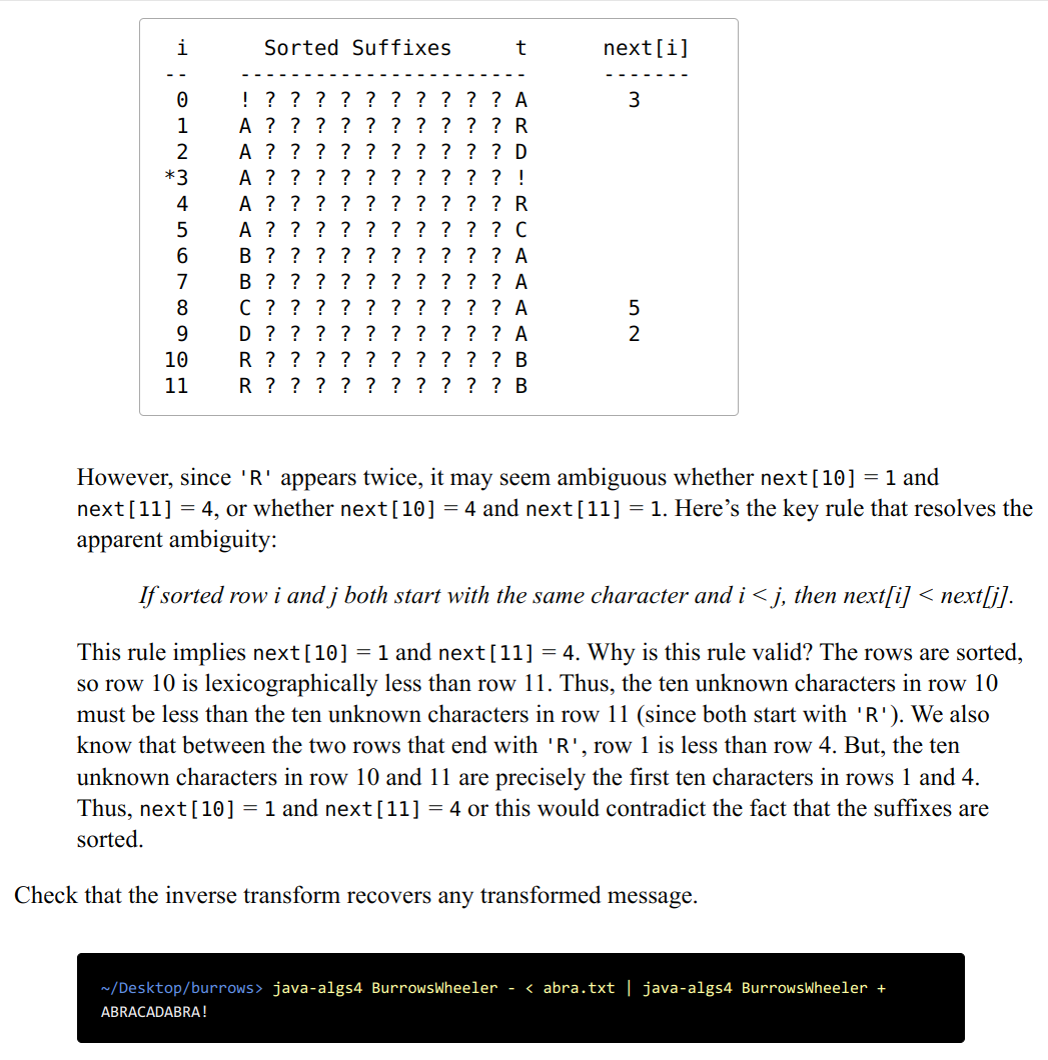 i Sorted Suffixes t next[i]
-- ----------------------- -------
0 ! ? ? ? ? ? ? ? ? ? ? A 3
1 A ? ? ? ? ? ? ? ? ? ? R
2 A ? ? ? ? ? ? ? ? ? ? D
*3 A ? ? ? ? ? ? ? ? ? ? !
4 A ? ? ? ? ? ? ? ? ? ? R
5 A ? ? ? ? ? ? ? ? ? ? C
6 B ? ? ? ? ? ? ? ? ? ? A
7 B ? ? ? ? ? ? ? ? ? ? A
8 C ? ? ? ? ? ? ? ? ? ? A 5
9 D ? ? ? ? ? ? ? ? ? ? A 2
10 R ? ? ? ? ? ? ? ? ? ? B
11 R ? ? ? ? ? ? ? ? ? ? B
However, since 'R' appears twice, it may seem ambiguous whether next[10] = 1 and
next[11] = 4, or whether next[10] = 4 and next[11] = 1. Here’s the key rule that resolves the
apparent ambiguity:
If sorted row i and j both start with the same character and i < j, then next[i] < next[j].
This rule implies next[10] = 1 and next[11] = 4. Why is this rule valid? The rows are sorted,
so row 10 is lexicographically less than row 11. Thus, the ten unknown characters in row 10
must be less than the ten unknown characters in row 11 (since both start with 'R'). We also
know that between the two rows that end with 'R', row 1 is less than row 4. But, the ten
unknown characters in row 10 and 11 are precisely the first ten characters in rows 1 and 4.
Thus, next[10] = 1 and next[11] = 4 or this would contradict the fact that the suffixes are
sorted.
Check that the inverse transform recovers any transformed message.
~/Desktop/burrows> java-algs4 BurrowsWheeler - < abra.txt | java-algs4 BurrowsWheeler +
ABRACADABRA!